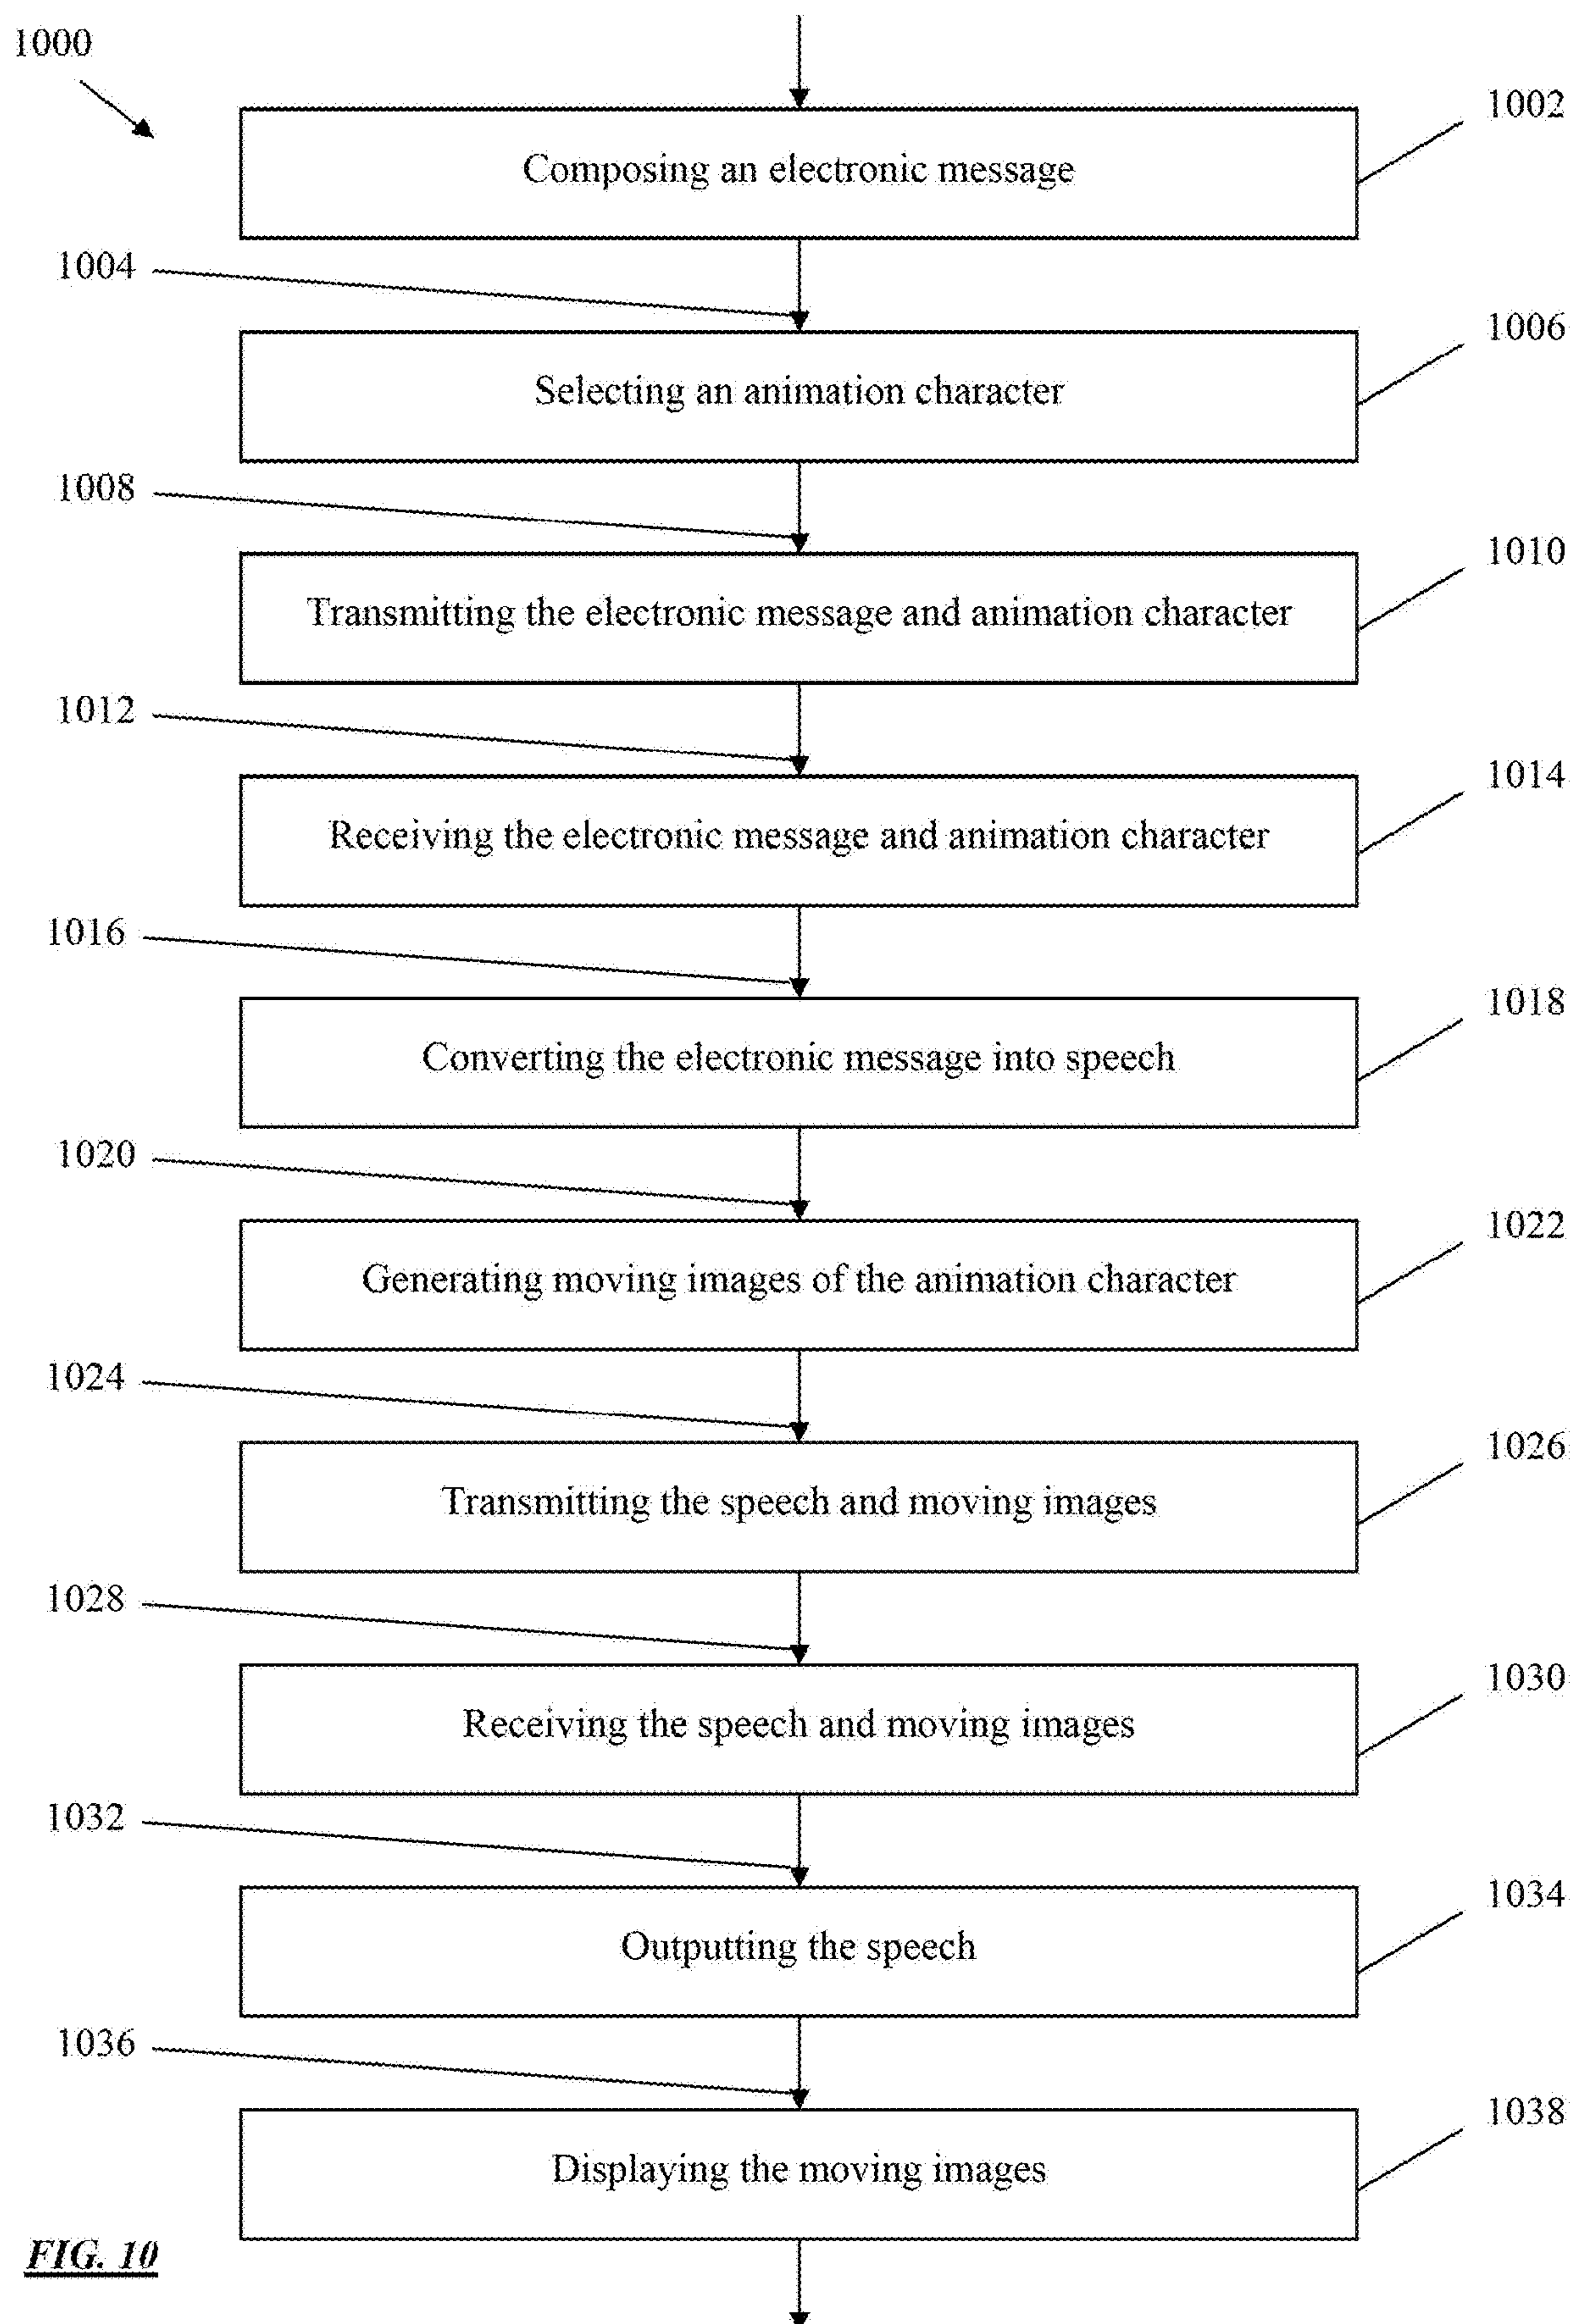 1000
1002
Composing an electronic message
1004
1006
Selecting an animation character
1008
1010
Transmitting the electronic message and animation character
1012
1014
Receiving the electronic message and animation character
1016
1018
Converting the electronic message into speech
1020
1022
Generating moving images of the animation character
1024
1026
Transmitting the speech and moving images
1028
1030
Receiving the speech and moving images
1032
1034
Outputting the speech
1036
1038
Displaying the moving images
FIG. 10